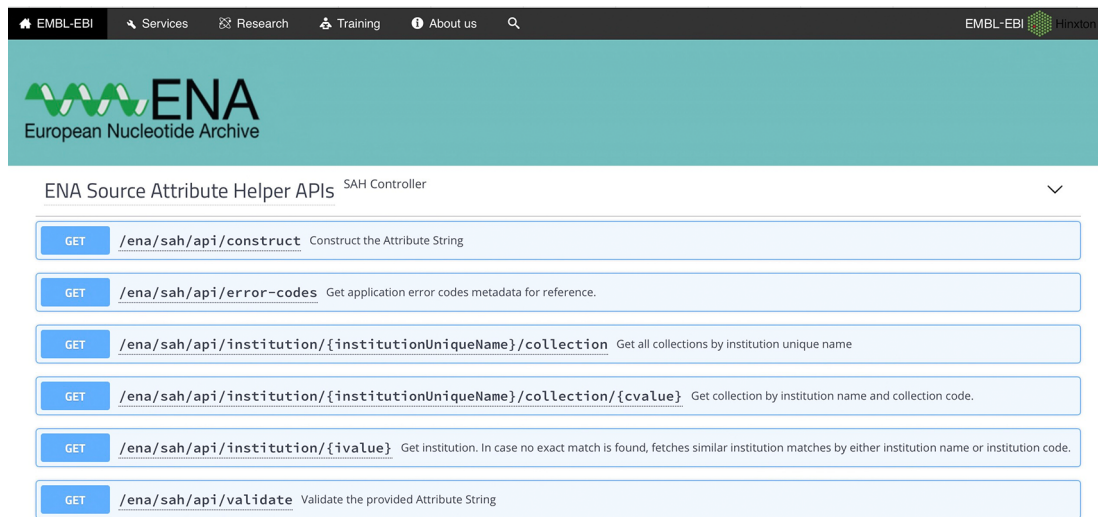 EMBL-EBI Services Research Training About us EMBL-EBI Hinxton
ENA
European Nucleotide Archive
ENA Source Attribute Helper APIs SAH Controller
GET /ena/sah/api/construct Construct the Attribute String
GET /ena/sah/api/error-codes Get application error codes metadata for reference.
GET /ena/sah/api/institution/{institutionUniqueName}/collection Get all collections by institution unique name
GET /ena/sah/api/institution/{institutionUniqueName}/collection/{cvalue} Get collection by institution name and collection code.
GET /ena/sah/api/institution/{ivalue} Get institution. In case no exact match is found, fetches similar institution matches by either institution name or institution code.
GET /ena/sah/api/validate Validate the provided Attribute String